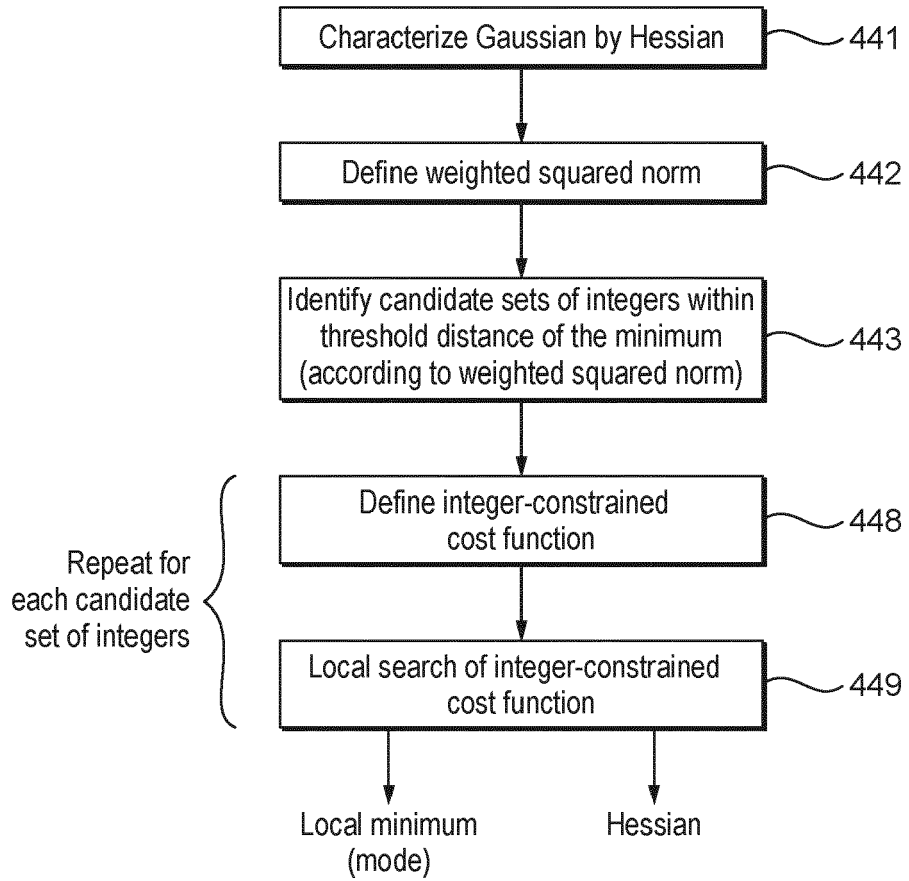 Characterize Gaussian by Hessian
441
Define weighted squared norm
442
Identify candidate sets of integers within
threshold distance of the minimum
(according to weighted squared norm)
443
Define integer-constrained
cost function
448
Repeat for
each candidate
set of integers
Local search of integer-constrained
cost function
449
Local minimum
(mode)
Hessian